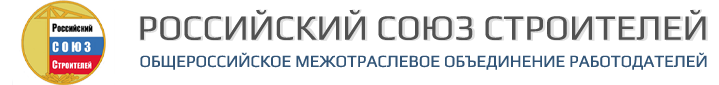 Российский
СОЮЗ
Строителей
РОССИЙСКИЙ СОЮЗ СТРОИТЕЛЕЙ
ОБЩЕРОССИЙСКОЕ МЕЖОТРАСЛЕВОЕ ОБЪЕДИНЕНИЕ РАБОТОДАТЕЛЕЙ